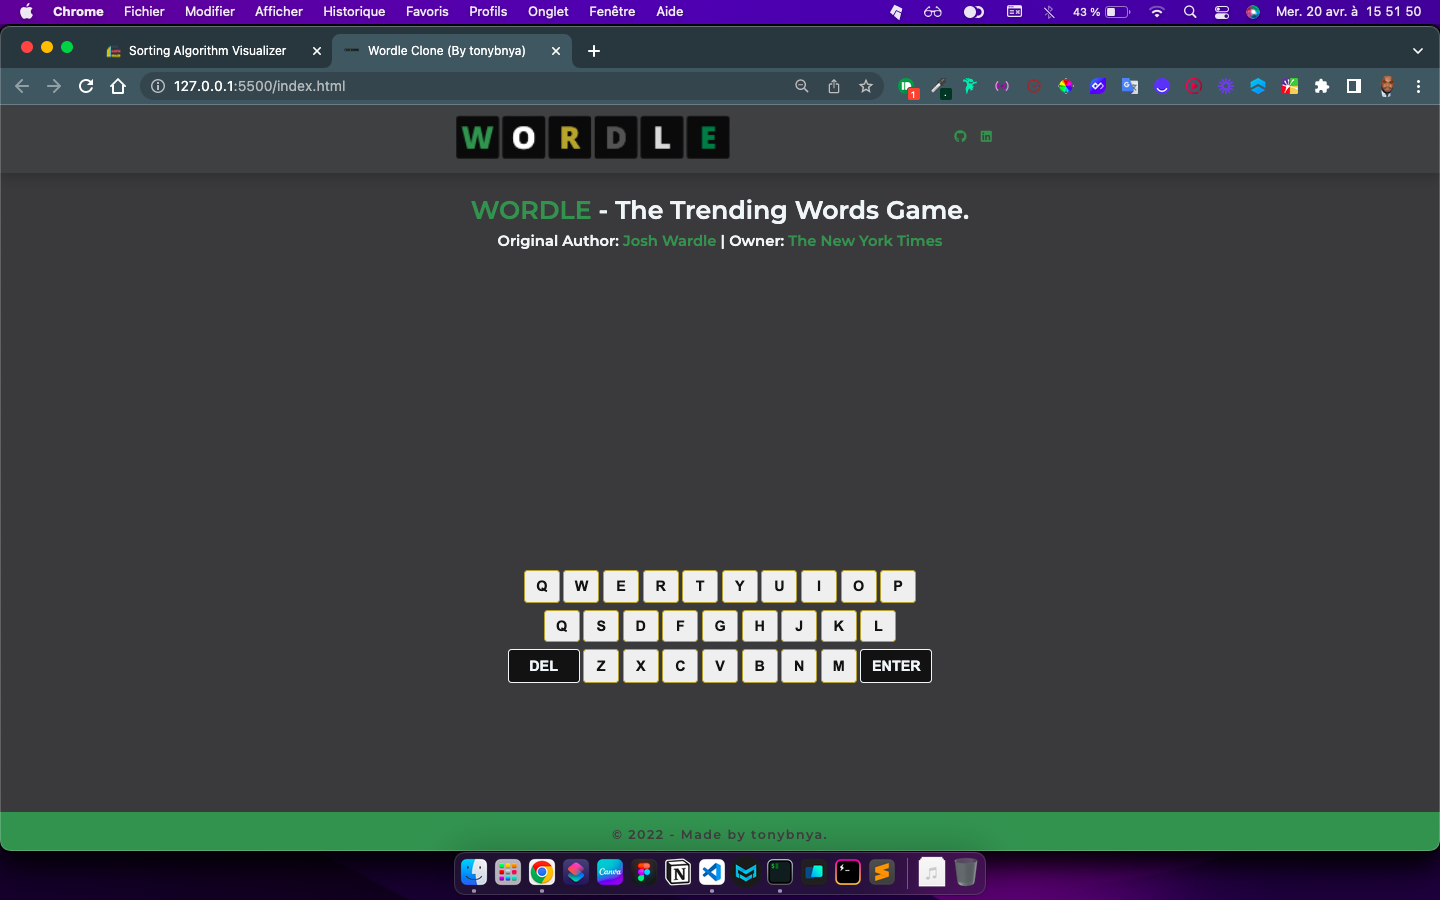 Chrome Fichier Modifier Afficher Historique Favoris Profils Onglet Fenêtre Aide 43 % Mer. 20 avr. à 15 51 50
Sorting Algorithm Visualizer Wordle Clone (By tonybnya)
127.0.0.1:5500/index.html 1
WORDLE
WORDLE - The Trending Words Game.
Original Author: Josh Wardle | Owner: The New York Times
Q W E R T Y U I O P
Q S D F G H J K L
DEL Z X C V B N M ENTER
© 2022 - Made by tonybnya.
Canva